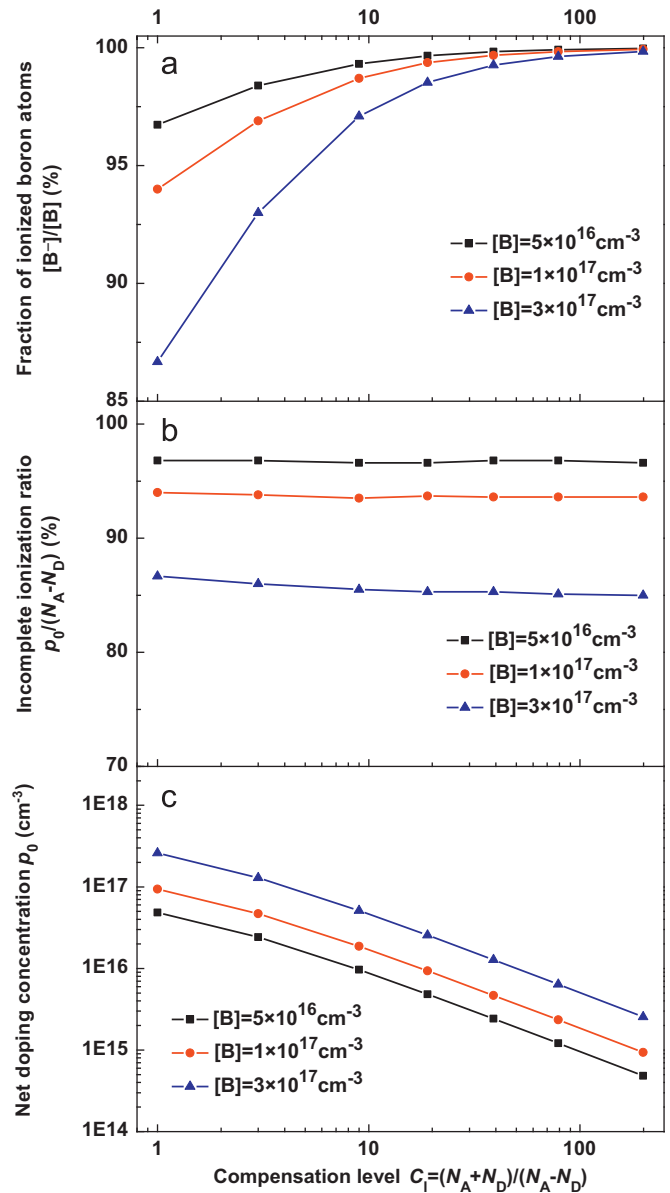 1 10 100
a
100
95
90
85
Fraction of ionized boron atoms
[B⁻]/[B] (%)
[B]=5×10¹⁶cm⁻³
[B]=1×10¹⁷cm⁻³
[B]=3×10¹⁷cm⁻³
b
100
90
80
70
Incomplete ionization ratio
p₀/(N_A-N_D) (%)
[B]=5×10¹⁶cm⁻³
[B]=1×10¹⁷cm⁻³
[B]=3×10¹⁷cm⁻³
c
1E18
1E17
1E16
1E15
1E14
Net doping concentration p₀ (cm⁻³)
[B]=5×10¹⁶cm⁻³
[B]=1×10¹⁷cm⁻³
[B]=3×10¹⁷cm⁻³
1 10 100
Compensation level C_I=(N_A+N_D)/(N_A-N_D)